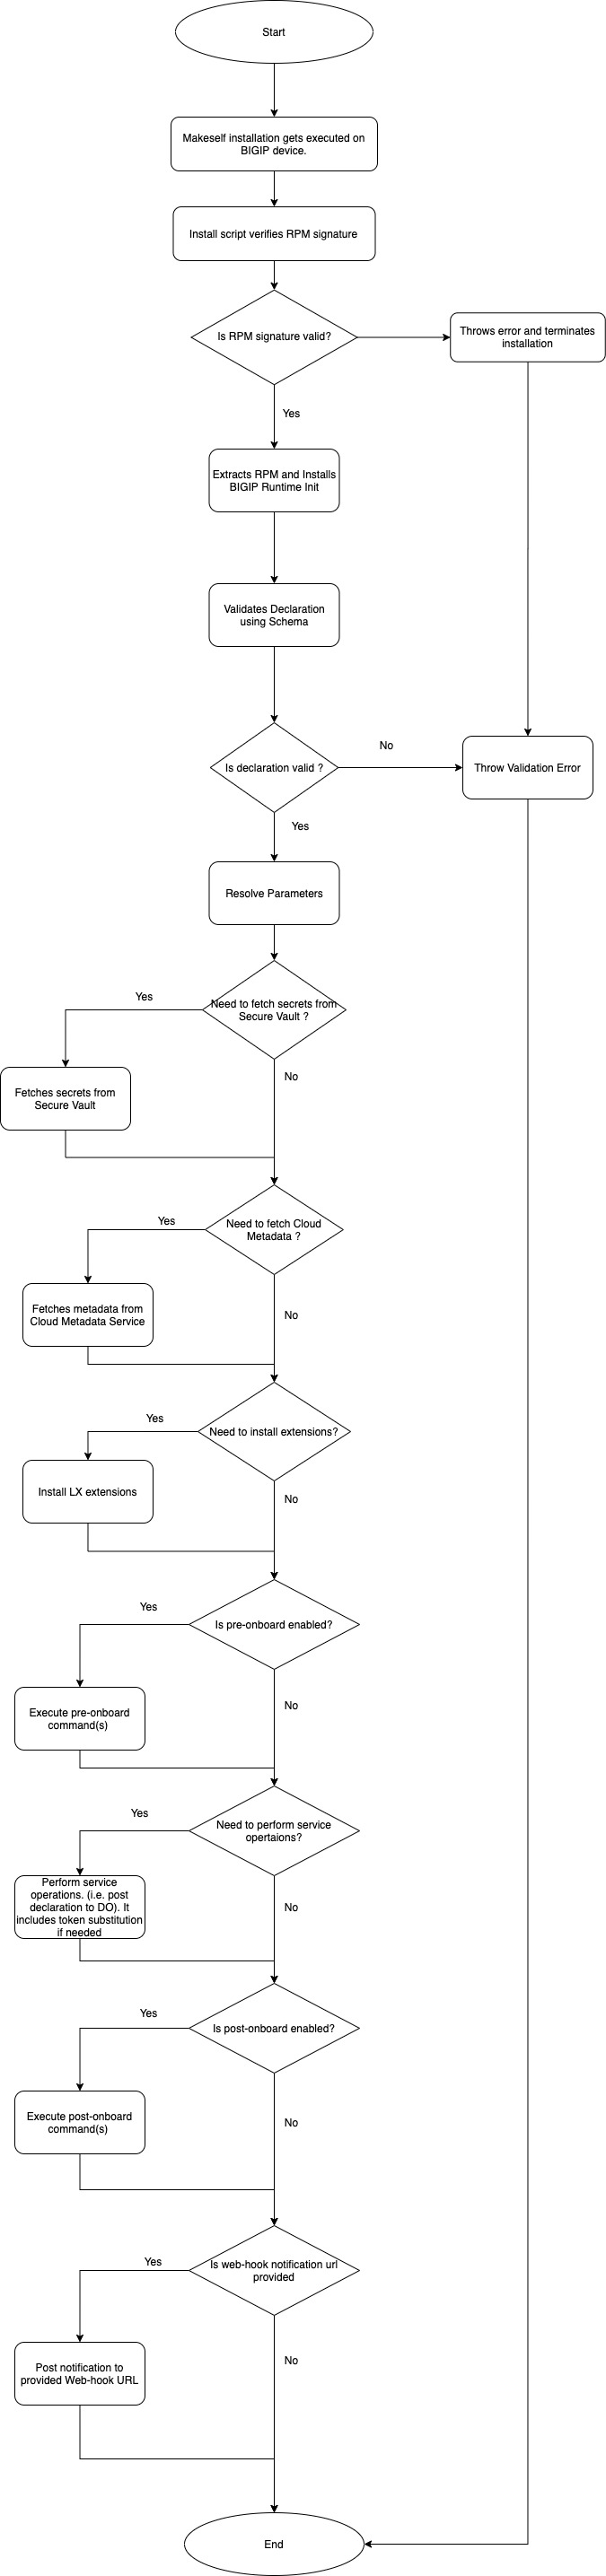 Start
Makeself installation gets executed on
BIGIP device.
Install script verifies RPM signature
Is RPM signature valid?
Throws error and terminates
installation
Yes
Extracts RPM and Installs
BIGIP Runtime Init
Validates Declaration
using Schema
No
Is declaration valid ?
Throw Validation Error
Yes
Resolve Parameters
Yes
Need to fetch secrets from
Secure Vault ?
No
Fetches secrets from
Secure Vault
Yes
Need to fetch Cloud
Metadata ?
Fetches metadata from
Cloud Metadata Service
No
Yes
Need to install extensions?
Install LX extensions
No
Yes
Is pre-onboard enabled?
No
Execute pre-onboard
command(s)
Yes
Need to perform service
opertaions?
Perform service
operations. (i.e. post
declaration to DO). It
includes token substitution
if needed
No
Yes
Is post-onboard enabled?
Execute post-onboard
command(s)
No
Yes
Is web-hook notification url
provided
No
Post notification to
provided Web-hook URL
End